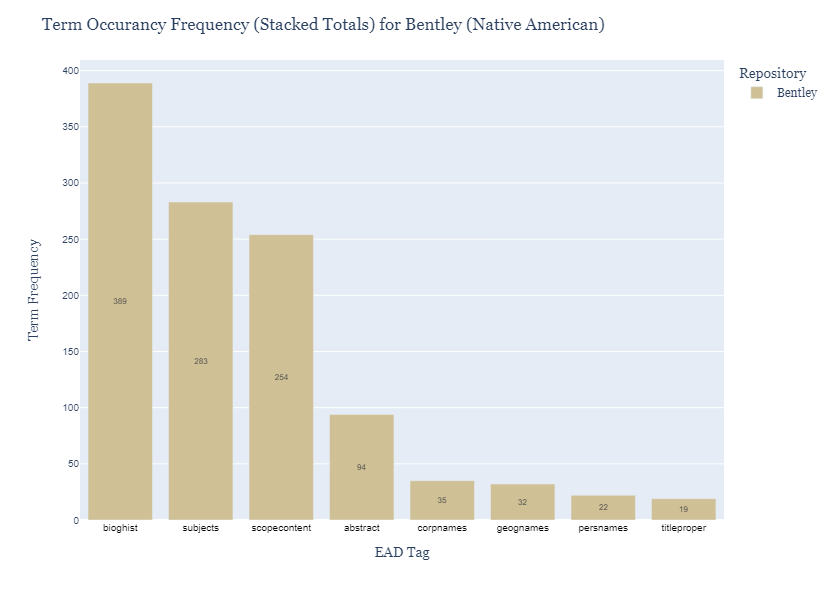 Term Occurance Frequency (Stacked Totals) for Bentley (Native American)
Repository
Bentley
400
350
300
250
200
150
100
50
0
Term Frequency
389
283
254
94
35
32
22
19
bioghist
subjects
scopecontent
abstract
corpnames
geognames
persnames
titleproper
EAD Tag